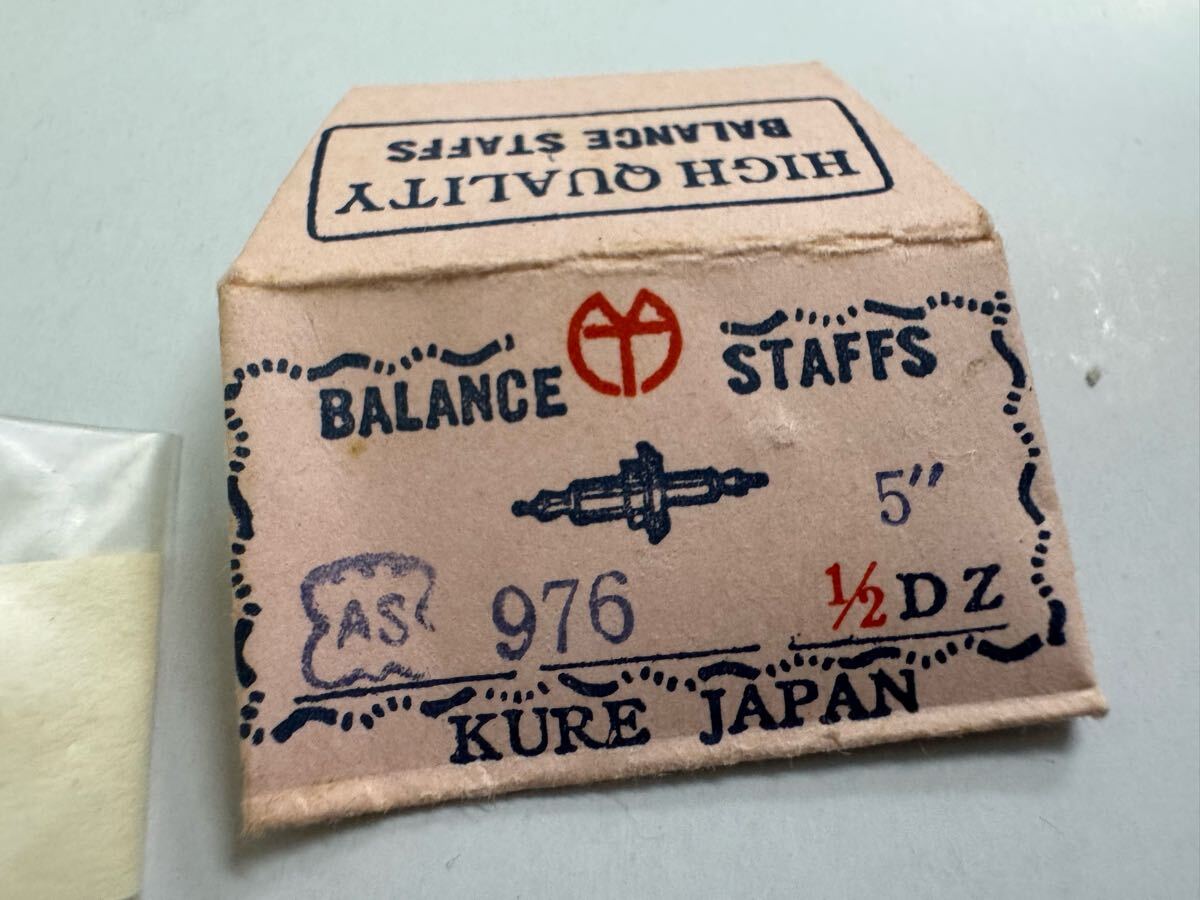 HIGH QUALITY
BALANCE STAFFS
BALANCE STAFFS
5"
AS 976 ½ DZ
KURE JAPAN